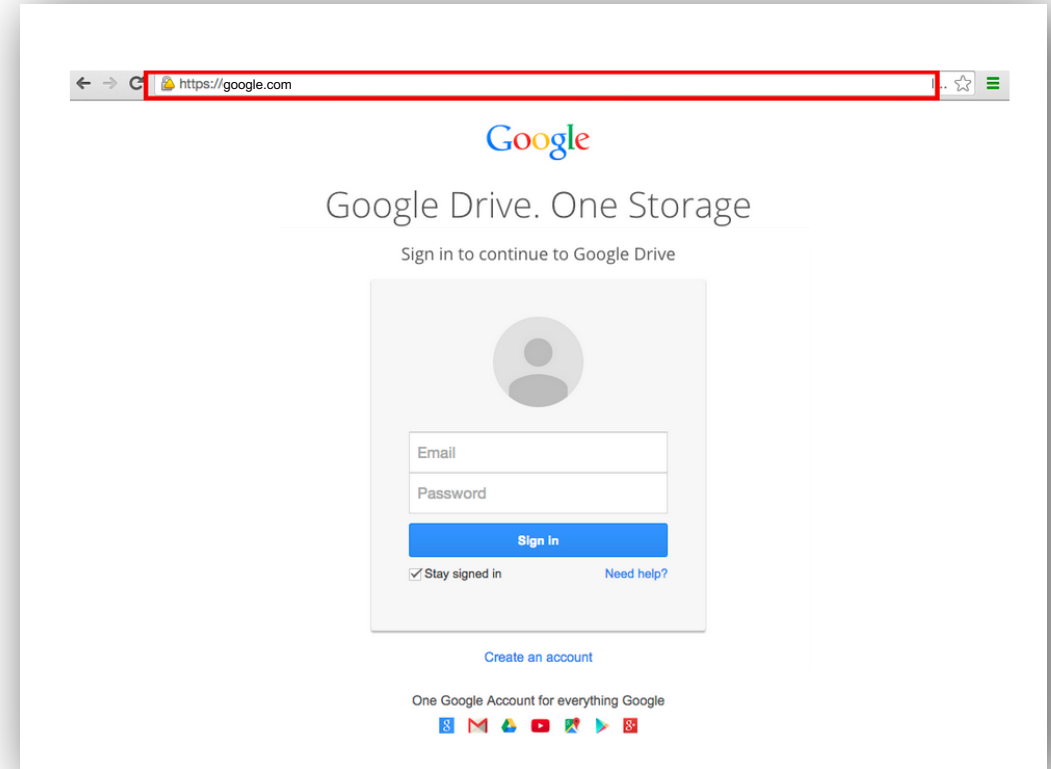 https://google.com
Google
Google Drive. One Storage
Sign in to continue to Google Drive
Email
Password
Sign in
Stay signed in
Need help?
Create an account
One Google Account for everything Google